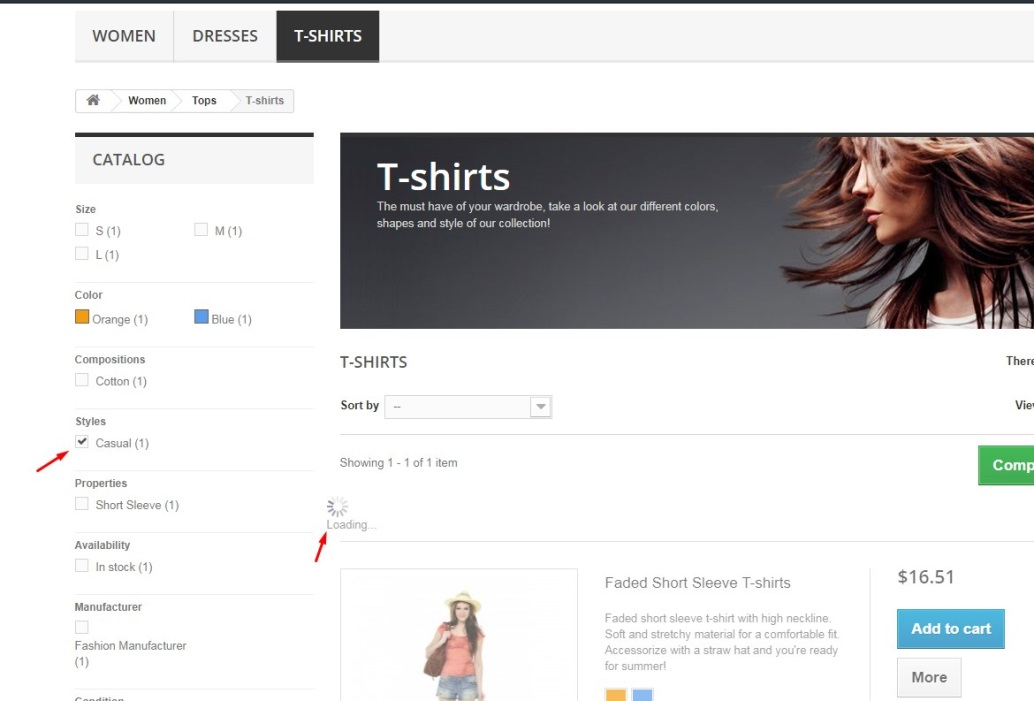 WOMEN DRESSES T-SHIRTS
Women Tops T-shirts
CATALOG
Size
S (1) M (1)
L (1)
Color
Orange (1) Blue (1)
Compositions
Cotton (1)
Styles
Casual (1)
Properties
Short Sleeve (1)
Availability
In stock (1)
Manufacturer
Fashion Manufacturer
(1)
Condition
T-shirts
The must have of your wardrobe, take a look at our different colors,
shapes and style of our collection!
T-SHIRTS
There
Sort by --
Vie
Showing 1 - 1 of 1 item
Comp
Loading...
Faded Short Sleeve T-shirts
Faded short sleeve t-shirt with high neckline.
Soft and stretchy material for a comfortable fit.
Accessorize with a straw hat and you're ready
for summer!
$16.51
Add to cart
More